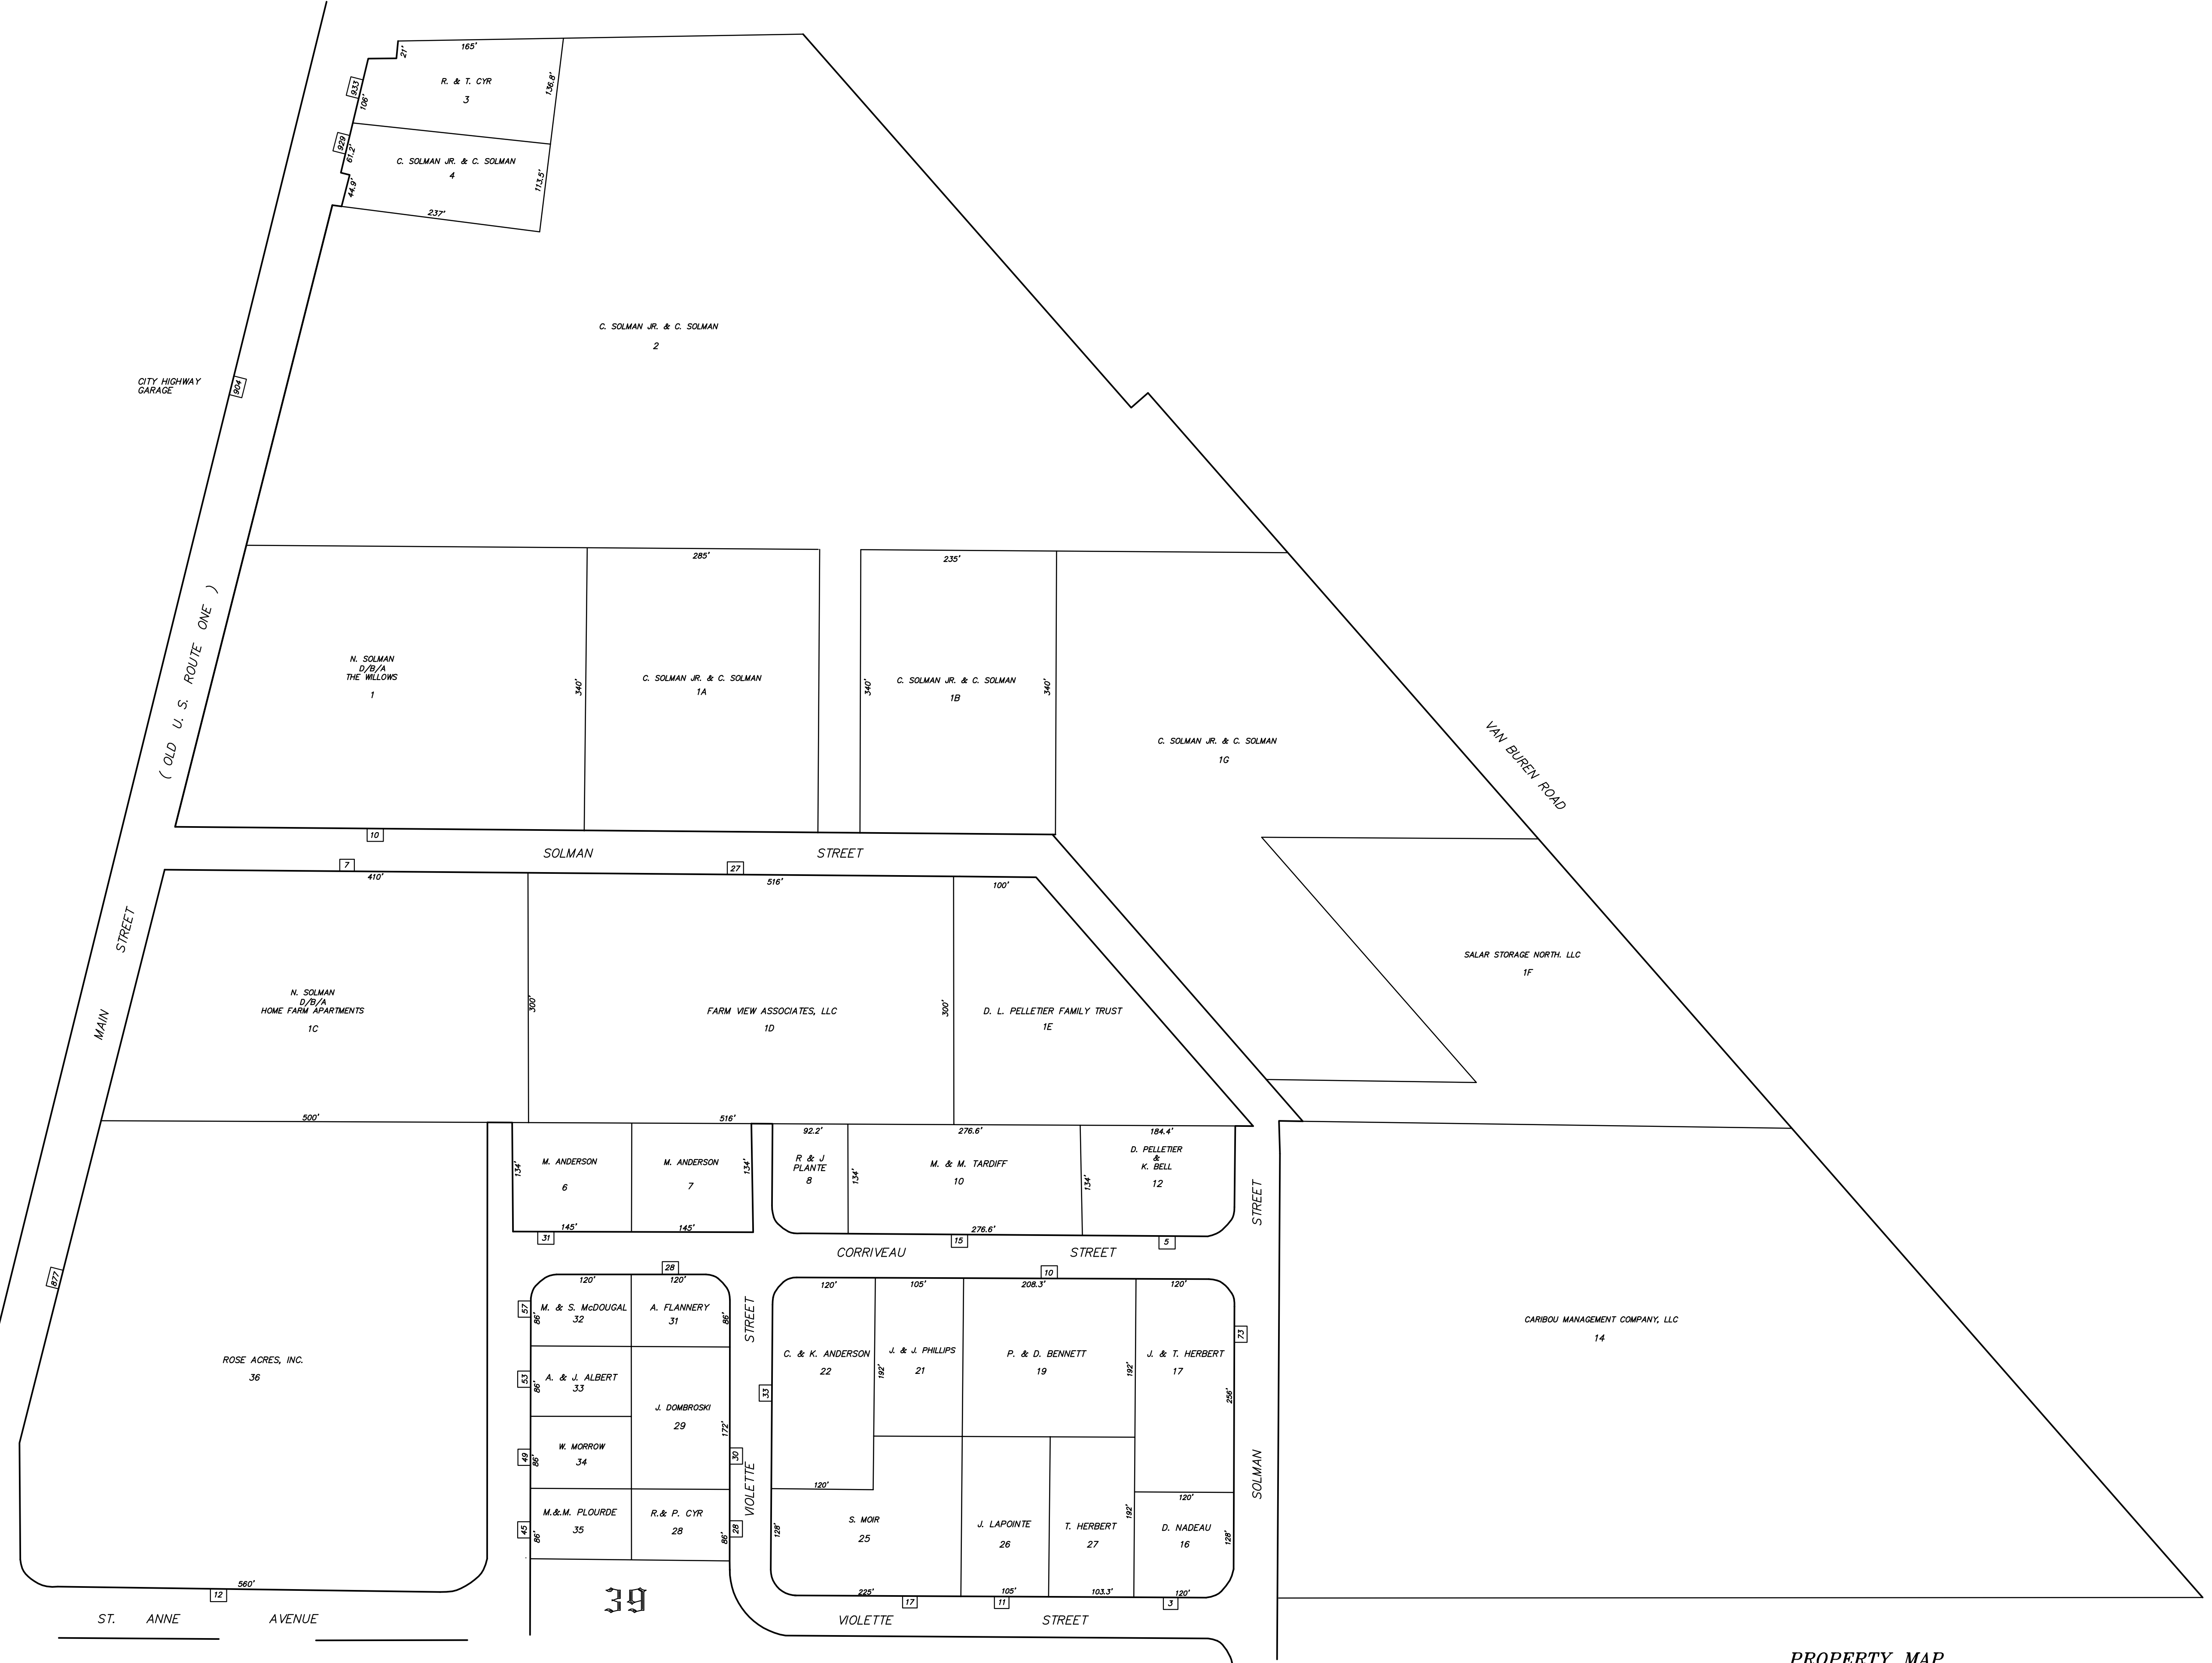 165'
21'
R. & T. CYR
3
136.8'
933
106'
929
61.2'
C. SOLMAN JR. & C. SOLMAN
4
113.5'
44.9'
237'
C. SOLMAN JR. & C. SOLMAN
2
CITY HIGHWAY
GARAGE
904
285'
235'
( OLD U. S. ROUTE ONE )
N. SOLMAN
D/B/A
THE WILLOWS
1
340'
C. SOLMAN JR. & C. SOLMAN
1A
340'
C. SOLMAN JR. & C. SOLMAN
1B
340'
C. SOLMAN JR. & C. SOLMAN
1G
VAN BUREN ROAD
10
SOLMAN STREET
7
27
410'
516'
100'
MAIN STREET
N. SOLMAN
D/B/A
HOME FARM APARTMENTS
1C
300'
FARM VIEW ASSOCIATES, LLC
1D
300'
D. L. PELLETIER FAMILY TRUST
1E
SALAR STORAGE NORTH. LLC
1F
500'
516'
92.2'
276.6'
184.4'
134'
M. ANDERSON
6
M. ANDERSON
7
134'
R & J
PLANTE
8
134'
M. & M. TARDIFF
10
134'
D. PELLETIER
&
K. BELL
12
145'
145'
276.6'
31
15
5
CORRIVEAU STREET
28
10
877
120'
120'
120'
105'
208.3'
120'
57
M. & S. McDOUGAL
32
86'
A. FLANNERY
31
86'
STREET
VIOLETTE
73
CARIBOU MANAGEMENT COMPANY, LLC
14
ROSE ACRES, INC.
36
53
A. & J. ALBERT
33
86'
J. DOMBROSKI
29
172'
33
C. & K. ANDERSON
22
192'
J. & J. PHILLIPS
21
P. & D. BENNETT
19
192'
J. & T. HERBERT
17
256'
SOLMAN STREET
49
W. MORROW
34
86'
30
120'
120'
45
M.&.M. PLOURDE
35
86'
R.& P. CYR
28
86'
28
128'
S. MOIR
25
J. LAPOINTE
26
T. HERBERT
27
192'
D. NADEAU
16
128'
560'
12
225'
105'
103.3'
120'
17
11
3
39
ST. ANNE AVENUE
VIOLETTE STREET
PROPERTY MAP